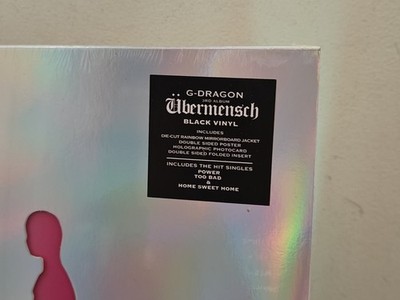 G-DRAGON
3RD ALBUM
Übermensch
BLACK VINYL
INCLUDES
DIE-CUT RAINBOW MIRRORBOARD JACKET
DOUBLE SIDED POSTER
HOLOGRAPHIC PHOTOCARD
DOUBLE SIDED FOLDED INSERT
INCLUDES THE HIT SINGLES
POWER
TOO BAD
&
HOME SWEET HOME